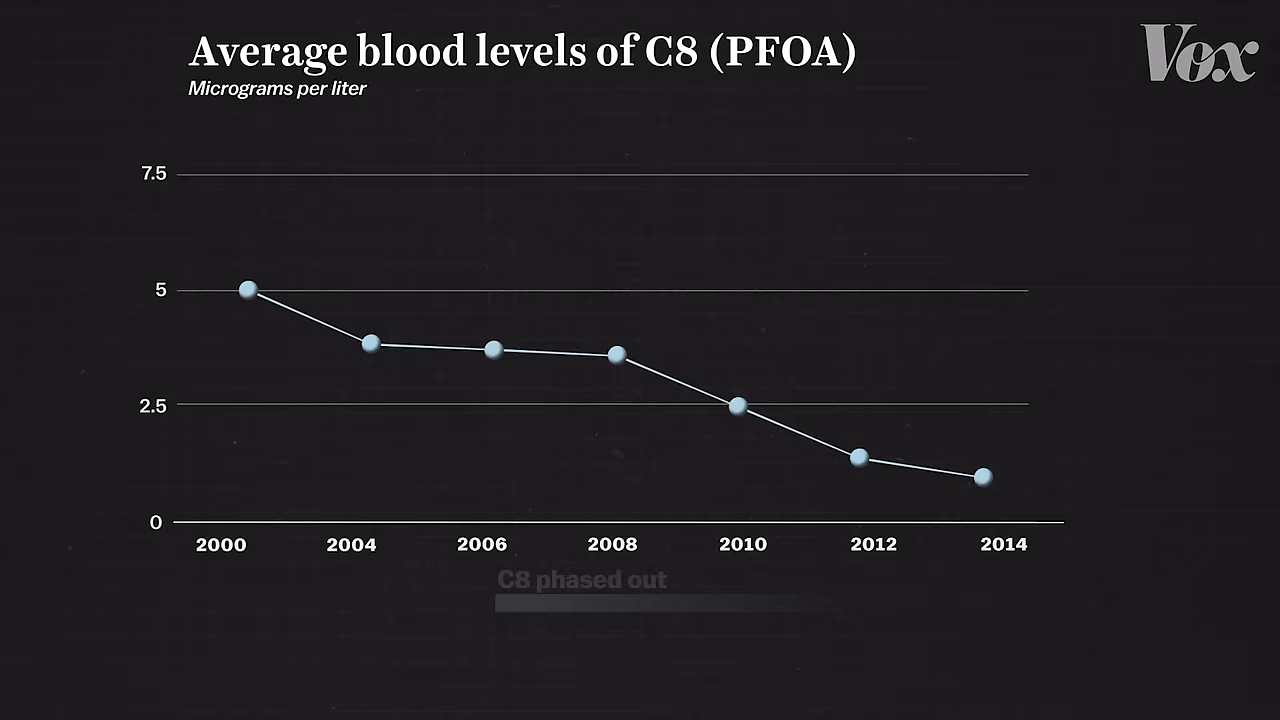 Average blood levels of C8 (PFOA)
Vox
Micrograms per liter
7.5
5
2.5
0
2000 2004 2006 2008 2010 2012 2014
C8 phased out